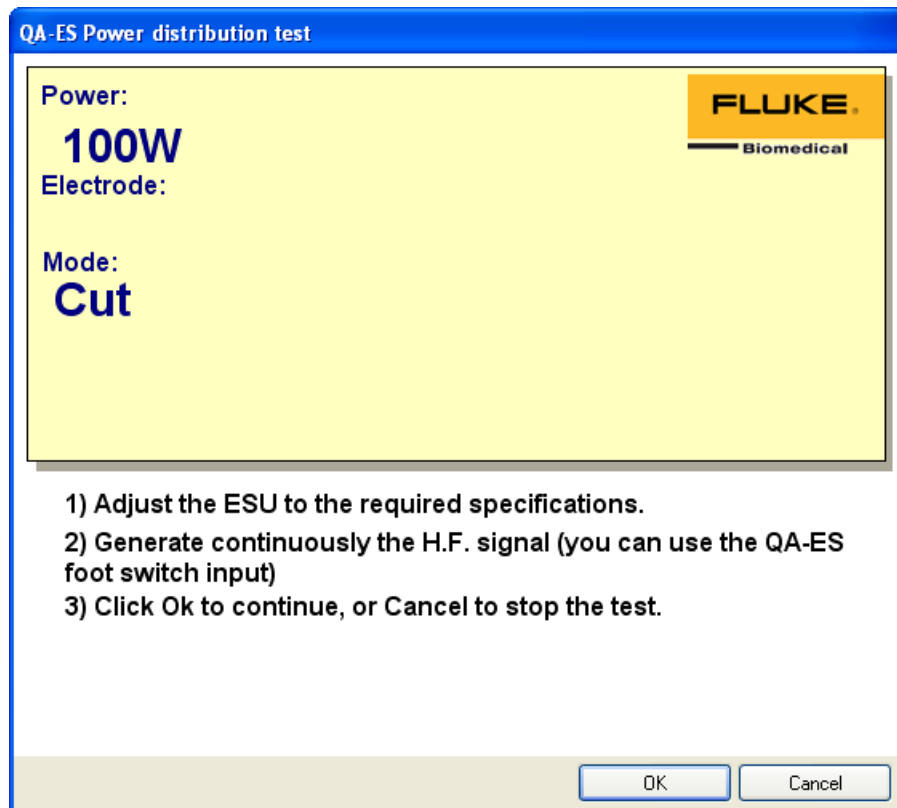 QA-ES Power distribution test
Power:
FLUKE®
100W
Biomedical
Electrode:
Mode:
Cut
1) Adjust the ESU to the required specifications.
2) Generate continuously the H.F. signal (you can use the QA-ES
foot switch input)
3) Click Ok to continue, or Cancel to stop the test.
OK
Cancel